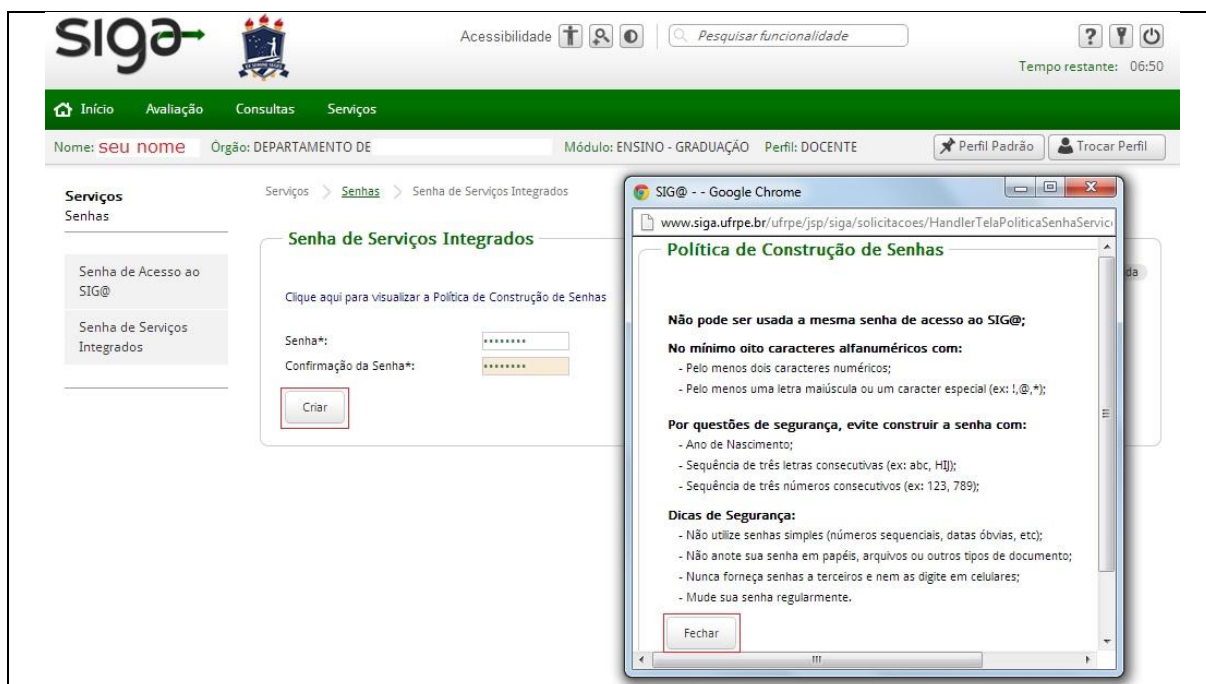 SIG@
Acessibilidade
Pesquisar funcionalidade
Tempo restante: 06:50
Início Avaliação Consultas Serviços
Nome: seu nome Órgão: DEPARTAMENTO DE Módulo: ENSINO - GRADUAÇÃO Perfil: DOCENTE Perfil Padrão Trocar Perfil
Serviços
Senhas
Senha de Acesso ao
SIG@
Senha de Serviços
Integrados
Serviços > Senhas > Senha de Serviços Integrados
Senha de Serviços Integrados
Clique aqui para visualizar a Política de Construção de Senhas
Senha*: ••••••••
Confirmação da Senha*: ••••••••
Criar
da
SIG@ - - Google Chrome
www.siga.ufrpe.br/ufrpe/jsp/siga/solicitacoes/HandlerTelaPoliticaSenhaServic
Política de Construção de Senhas
Não pode ser usada a mesma senha de acesso ao SIG@;
No mínimo oito caracteres alfanuméricos com:
- Pelo menos dois caracteres numéricos;
- Pelo menos uma letra maiúscula ou um caracter especial (ex: !,@,*);
Por questões de segurança, evite construir a senha com:
- Ano de Nascimento;
- Sequência de três letras consecutivas (ex: abc, HIJ);
- Sequência de três números consecutivos (ex: 123, 789);
Dicas de Segurança:
- Não utilize senhas simples (números sequenciais, datas óbvias, etc);
- Não anote sua senha em papéis, arquivos ou outros tipos de documento;
- Nunca forneça senhas a terceiros e nem as digite em celulares;
- Mude sua senha regularmente.
Fechar